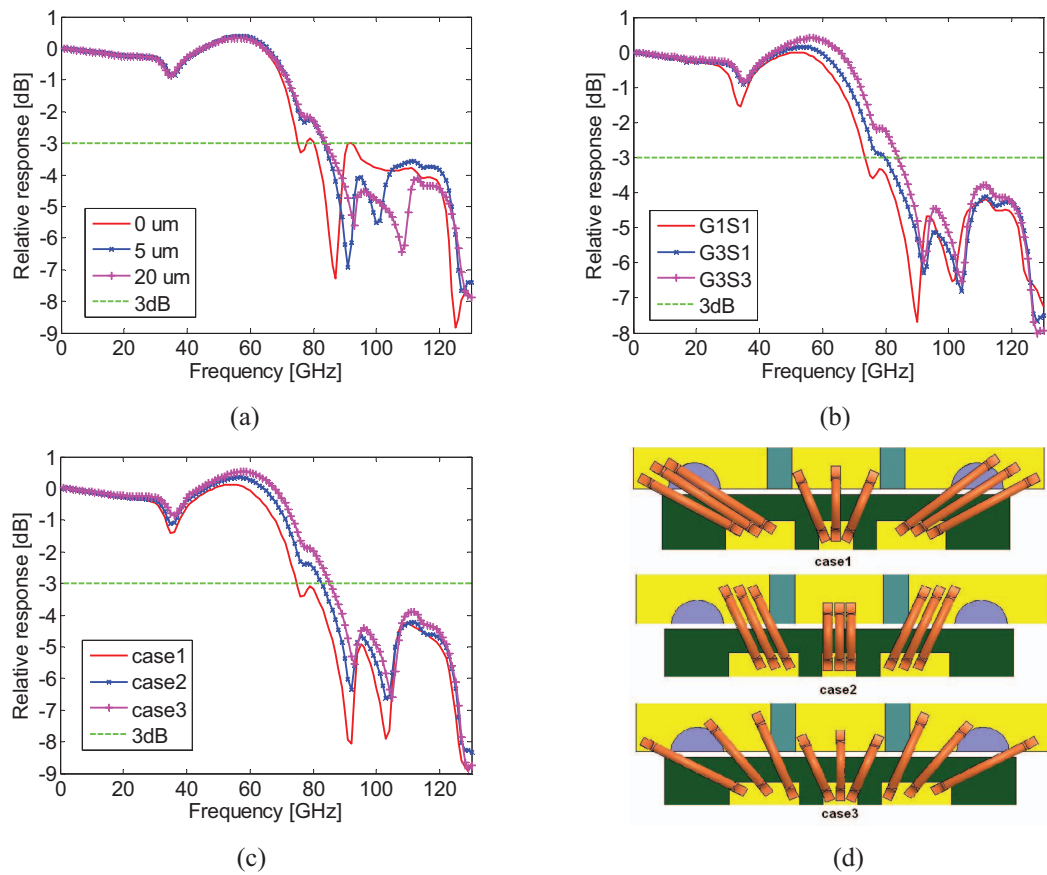 Relative response [dB]
1
0
-1
-2
-3
-4
-5
-6
-7
-8
-9
0 um
5 um
20 um
3dB
0 20 40 60 80 100 120
Frequency [GHz]
(a)
Relative response [dB]
1
0
-1
-2
-3
-4
-5
-6
-7
-8
G1S1
G3S1
G3S3
3dB
0 20 40 60 80 100 120
Frequency [GHz]
(b)
Relative response [dB]
1
0
-1
-2
-3
-4
-5
-6
-7
-8
-9
case1
case2
case3
3dB
0 20 40 60 80 100 120
Frequency [GHz]
(c)
case1
case2
case3
(d)